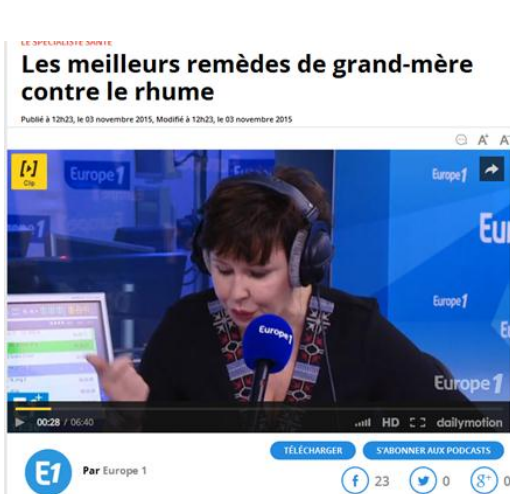 LE SPÉCIALISTE SANTÉ
Les meilleurs remèdes de grand-mère
contre le rhume
Publié à 12h23, le 03 novembre 2015, Modifié à 12h23, le 03 novembre 2015
A+ A-
Clip
Europe 1
Europe 1
Eur
Europe 1
Europe 1
Europe 1
00:28 / 06:40
HD
dailymotion
TÉLÉCHARGER
S'ABONNER AUX PODCASTS
E1
Par Europe 1
f 23
0
g+ 0